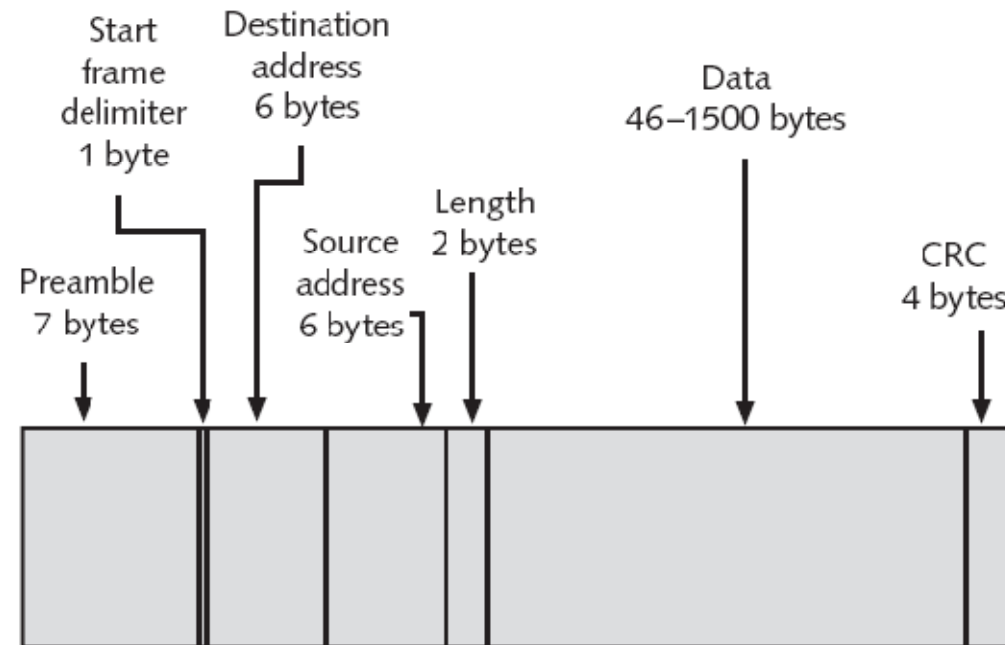 Start
frame
delimiter
1 byte
Destination
address
6 bytes
Data
46–1500 bytes
Length
2 bytes
Source
address
6 bytes
CRC
4 bytes
Preamble
7 bytes